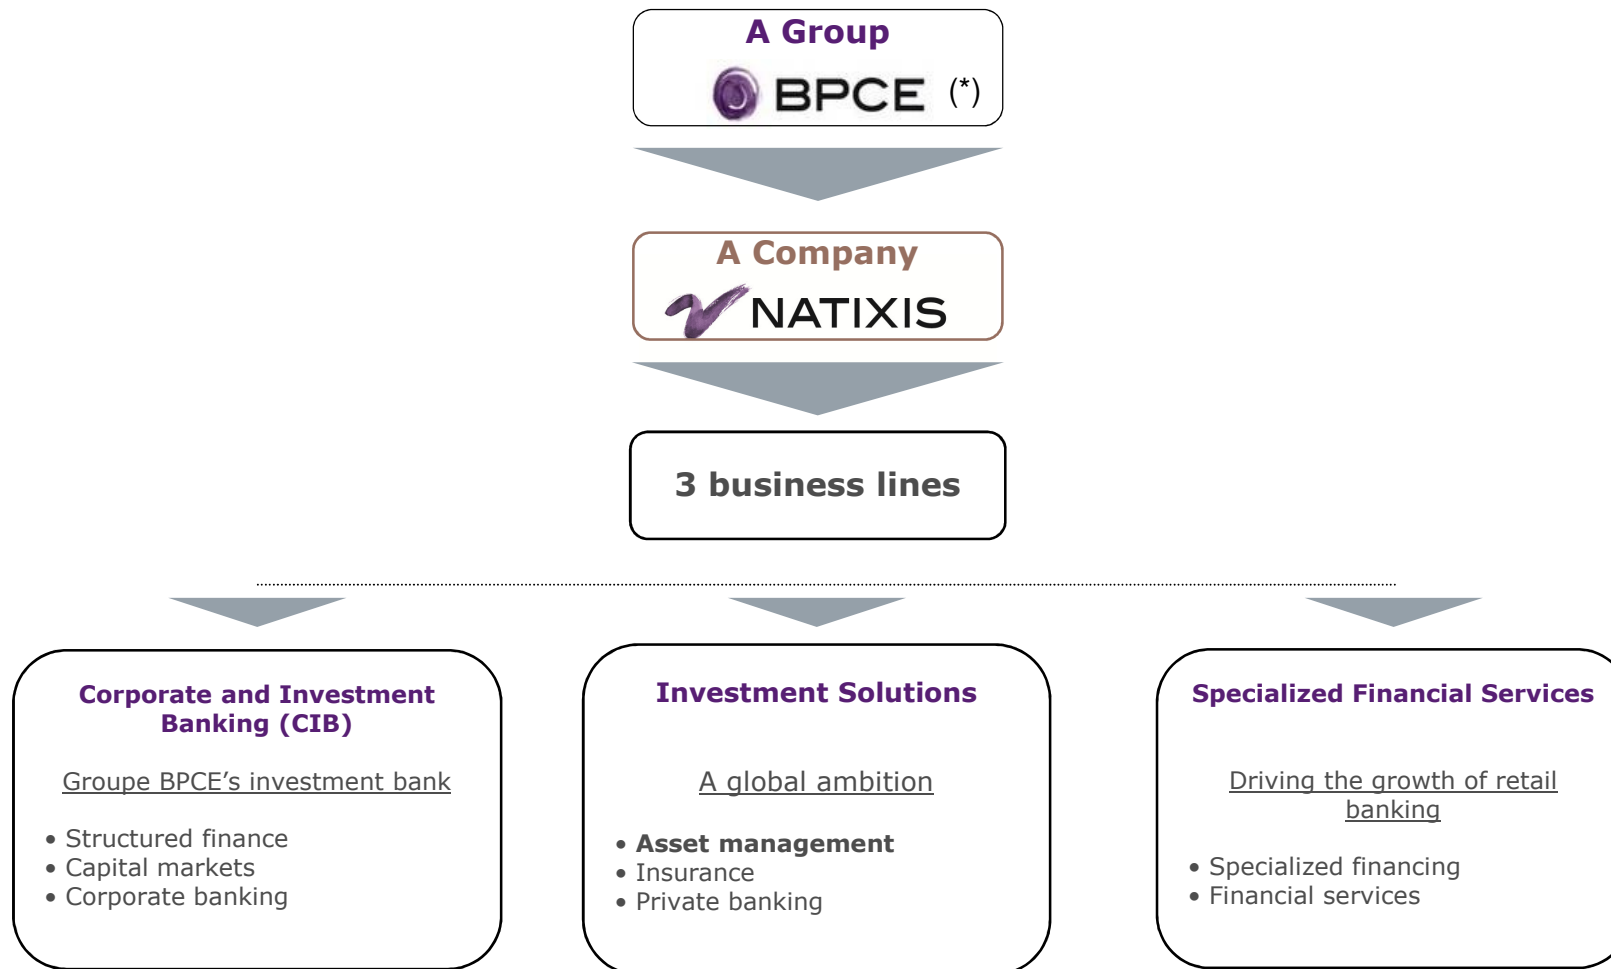 A Group
BPCE (*)
A Company
NATIXIS
3 business lines
Corporate and Investment
Banking (CIB)
Groupe BPCE’s investment bank
• Structured finance
• Capital markets
• Corporate banking
Investment Solutions
A global ambition
• Asset management
• Insurance
• Private banking
Specialized Financial Services
Driving the growth of retail
banking
• Specialized financing
• Financial services